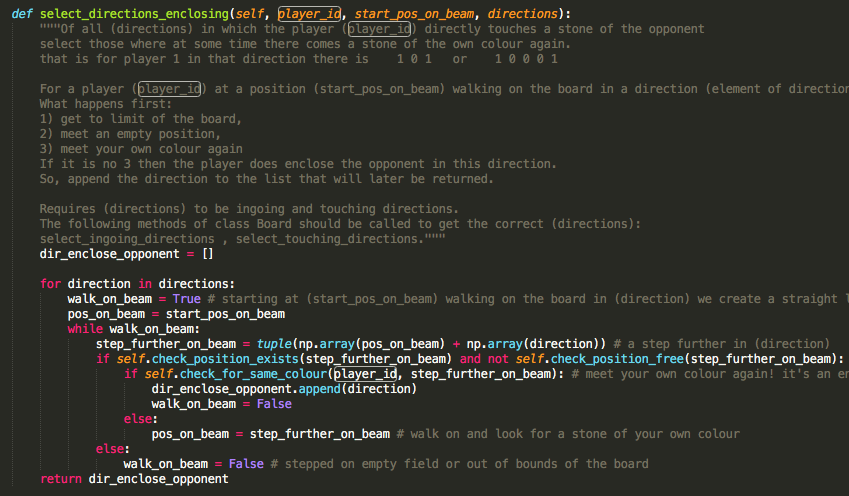 def select_directions_enclosing(self, player_id, start_pos_on_beam, directions):
    """Of all (directions) in which the player (player_id) directly touches a stone of the opponent
    select those where at some time there comes a stone of the own colour again.
    that is for player 1 in that direction there is    1 0 1   or    1 0 0 0 1
    For a player (player_id) at a position (start_pos_on_beam) walking on the board in a direction (element of direction
    What happens first:
    1) get to limit of the board,
    2) meet an empty position,
    3) meet your own colour again
    If it is no 3 then the player does enclose the opponent in this direction.
    So, append the direction to the list that will later be returned.
    Requires (directions) to be ingoing and touching directions.
    The following methods of class Board should be called to get the correct (directions):
    select_ingoing_directions , select_touching_directions."""
    dir_enclose_opponent = []
    for direction in directions:
        walk_on_beam = True # starting at (start_pos_on_beam) walking on the board in (direction) we create a straight l
        pos_on_beam = start_pos_on_beam
        while walk_on_beam:
            step_further_on_beam = tuple(np.array(pos_on_beam) + np.array(direction)) # a step further in (direction)
            if self.check_position_exists(step_further_on_beam) and not self.check_position_free(step_further_on_beam):
                if self.check_for_same_colour(player_id, step_further_on_beam): # meet your own colour again! it's an en
                    dir_enclose_opponent.append(direction)
                    walk_on_beam = False
                else:
                    pos_on_beam = step_further_on_beam # walk on and look for a stone of your own colour
            else:
                walk_on_beam = False # stepped on empty field or out of bounds of the board
    return dir_enclose_opponent